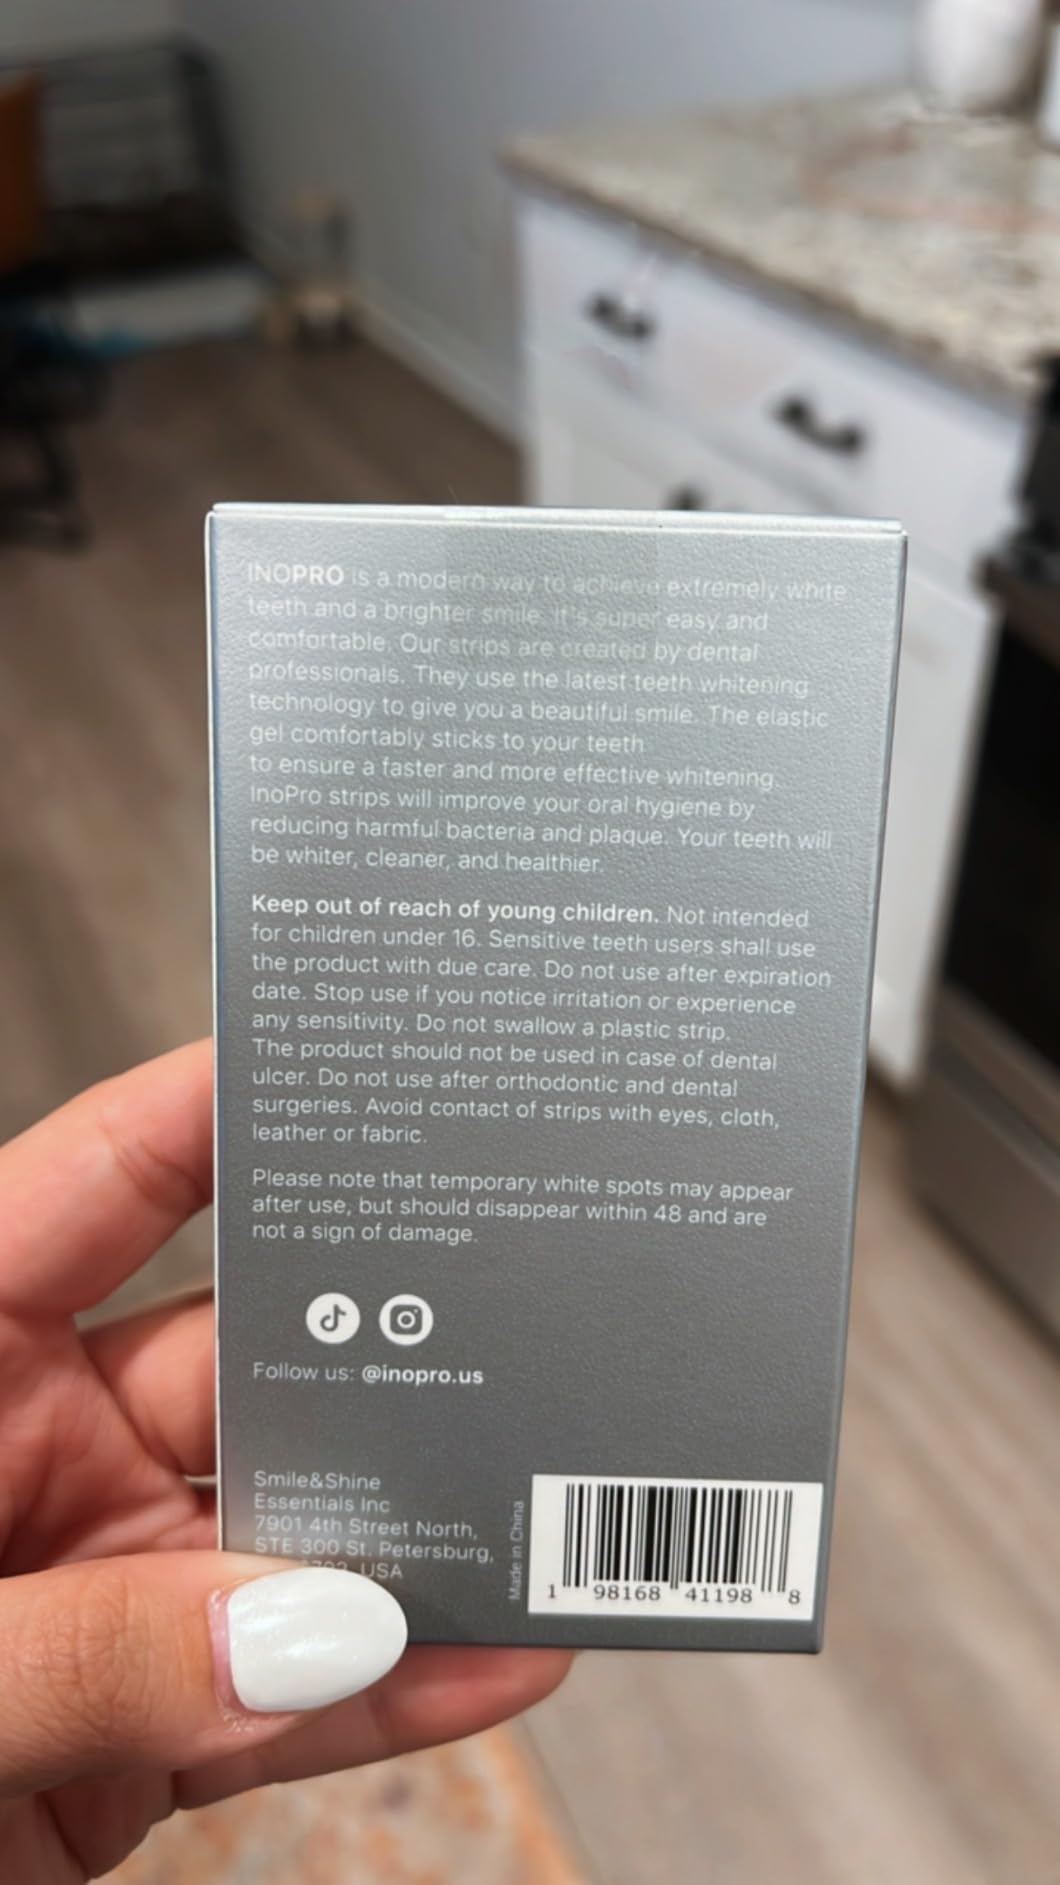 INOPRO is a modern way to achieve extremely white
teeth and a brighter smile. It's super easy and
comfortable. Our strips are created by dental
professionals. They use the latest teeth whitening
technology to give you a beautiful smile. The elastic
gel comfortably sticks to your teeth
to ensure a faster and more effective whitening.
InoPro strips will improve your oral hygiene by
reducing harmful bacteria and plaque. Your teeth will
be whiter, cleaner, and healthier.
Keep out of reach of young children. Not intended
for children under 16. Sensitive teeth users shall use
the product with due care. Do not use after expiration
date. Stop use if you notice irritation or experience
any sensitivity. Do not swallow a plastic strip.
The product should not be used in case of dental
ulcer. Do not use after orthodontic and dental
surgeries. Avoid contact of strips with eyes, cloth,
leather or fabric.
Please note that temporary white spots may appear
after use, but should disappear within 48 and are
not a sign of damage.
Follow us: @inopro.us
Smile&Shine
Essentials Inc
7901 4th Street North,
STE 300 St. Petersburg,
USA
Made in China
1 98168 41198 8